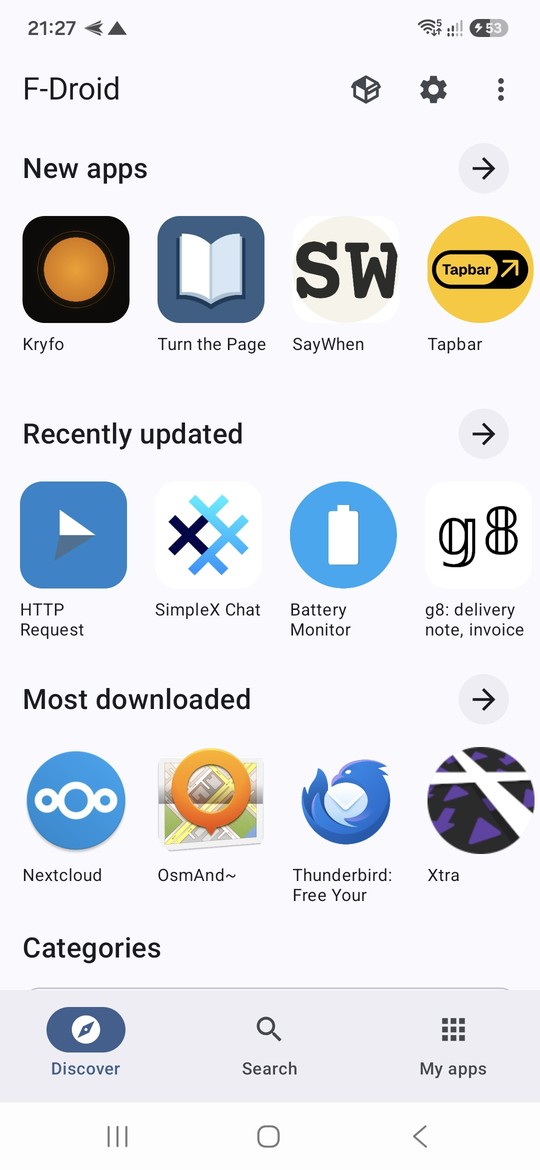 21:27
5
53
F-Droid
New apps
SW
Tapbar
Kryfo
Turn the Page
SayWhen
Tapbar
Recently updated
g8
HTTP
Request
SimpleX Chat
Battery
Monitor
g8: delivery
note, invoice
Most downloaded
Nextcloud
OsmAnd~
Thunderbird:
Free Your
Xtra
Categories
Discover
Search
My apps